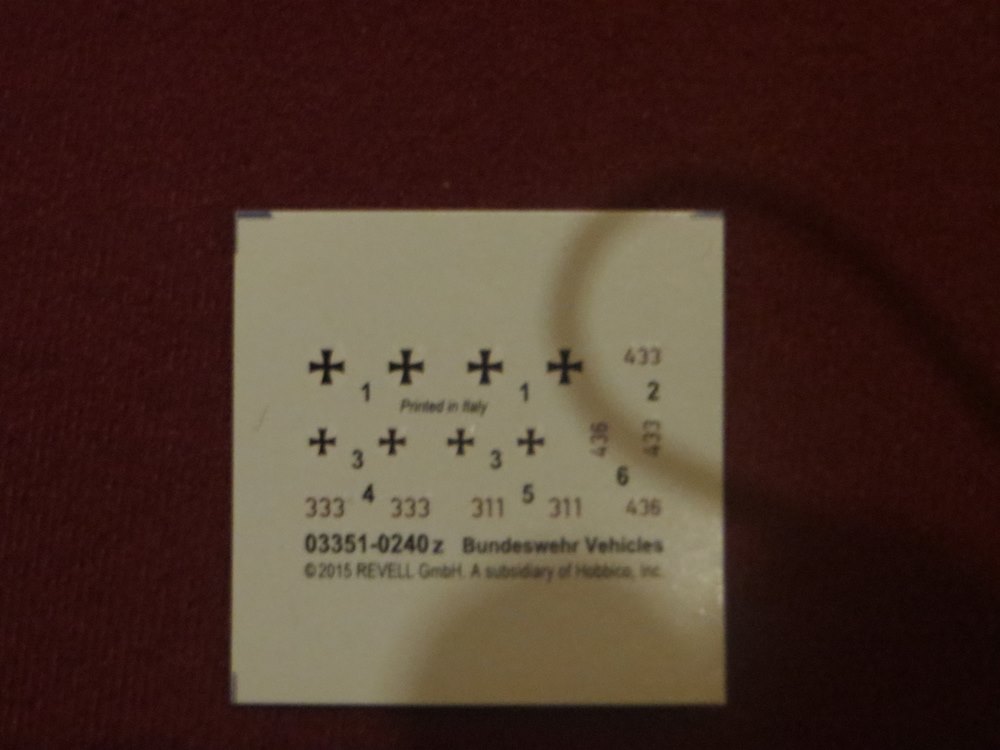 433
1 1 2
Printed in Italy
436 433
3 3 6
4 5
333 333 311 311 436
03351-0240 z Bundeswehr Vehicles
©2015 REVELL GmbH. A subsidiary of Hobbico, Inc.